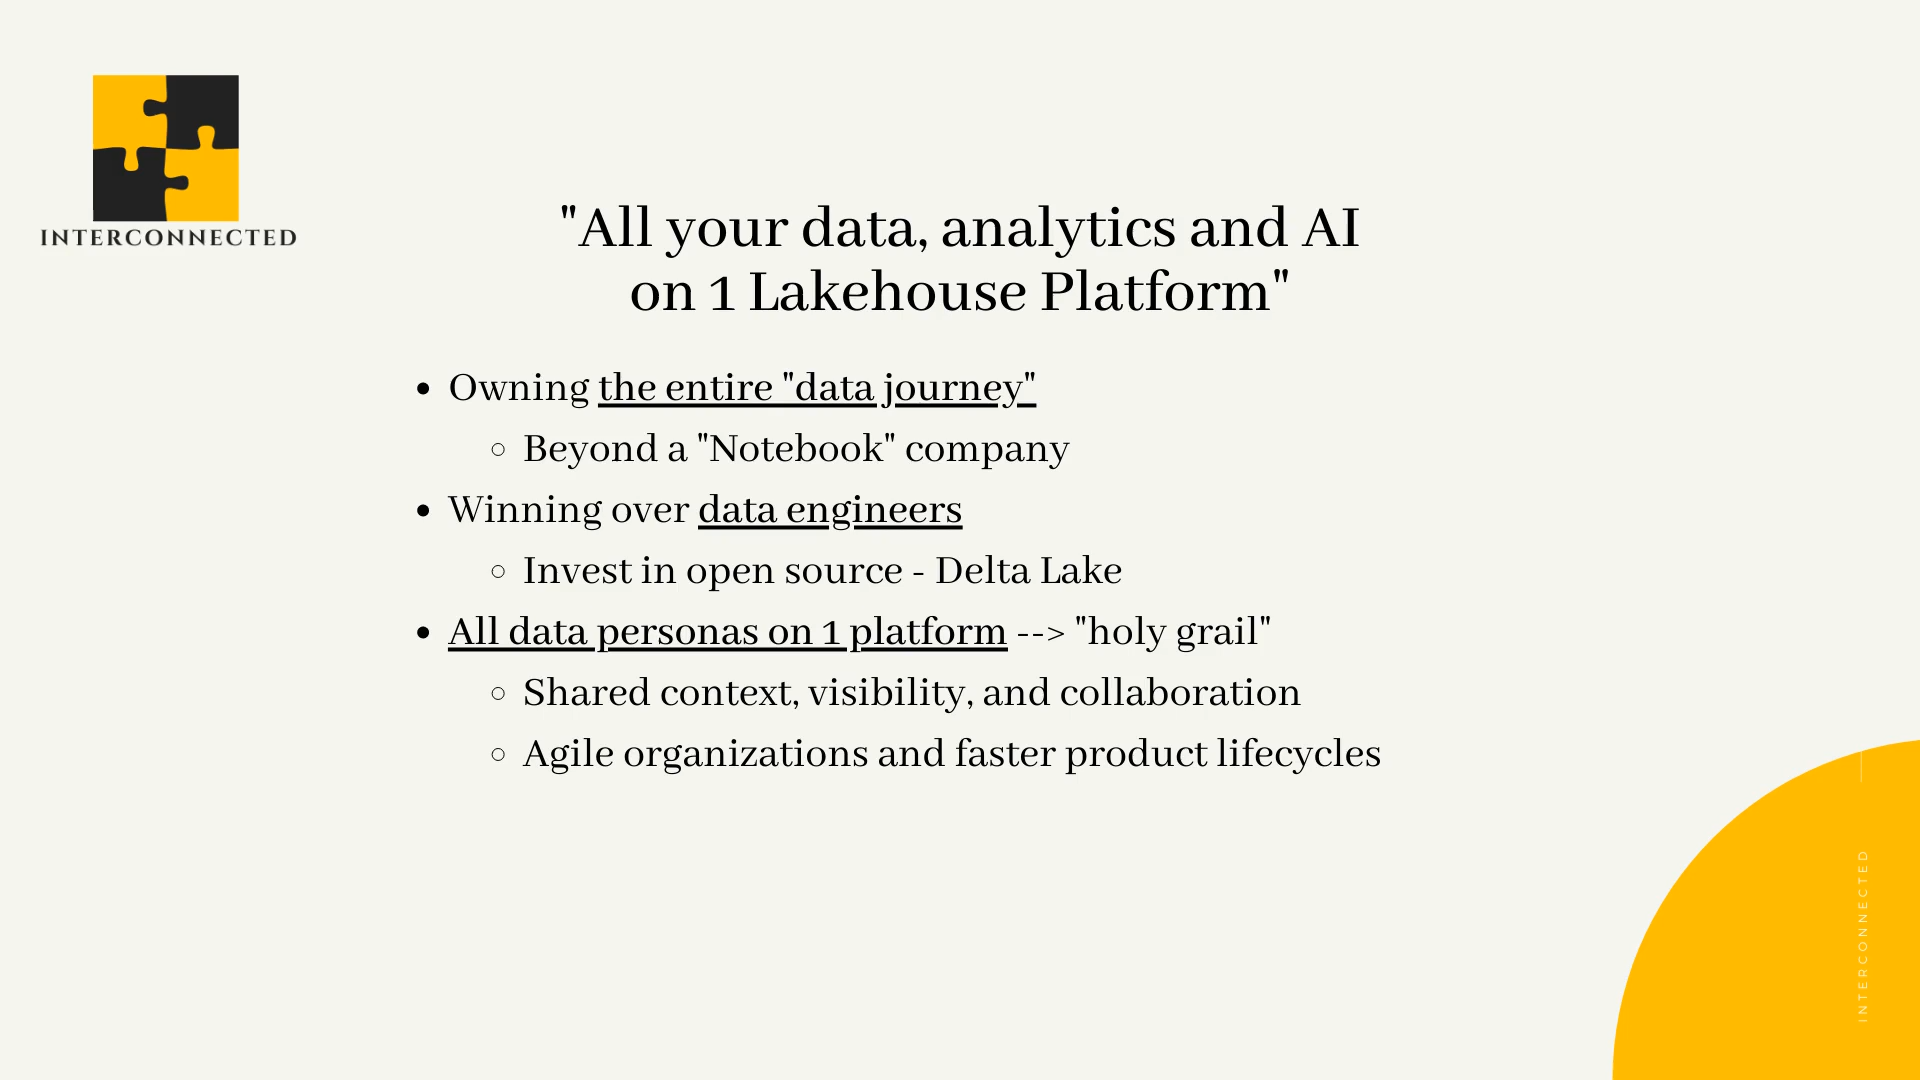 INTERCONNECTED
"All your data, analytics and AI
on 1 Lakehouse Platform"
• Owning the entire "data journey"
◦ Beyond a "Notebook" company
• Winning over data engineers
◦ Invest in open source - Delta Lake
• All data personas on 1 platform --> "holy grail"
◦ Shared context, visibility, and collaboration
◦ Agile organizations and faster product lifecycles
INTERCONNECTED